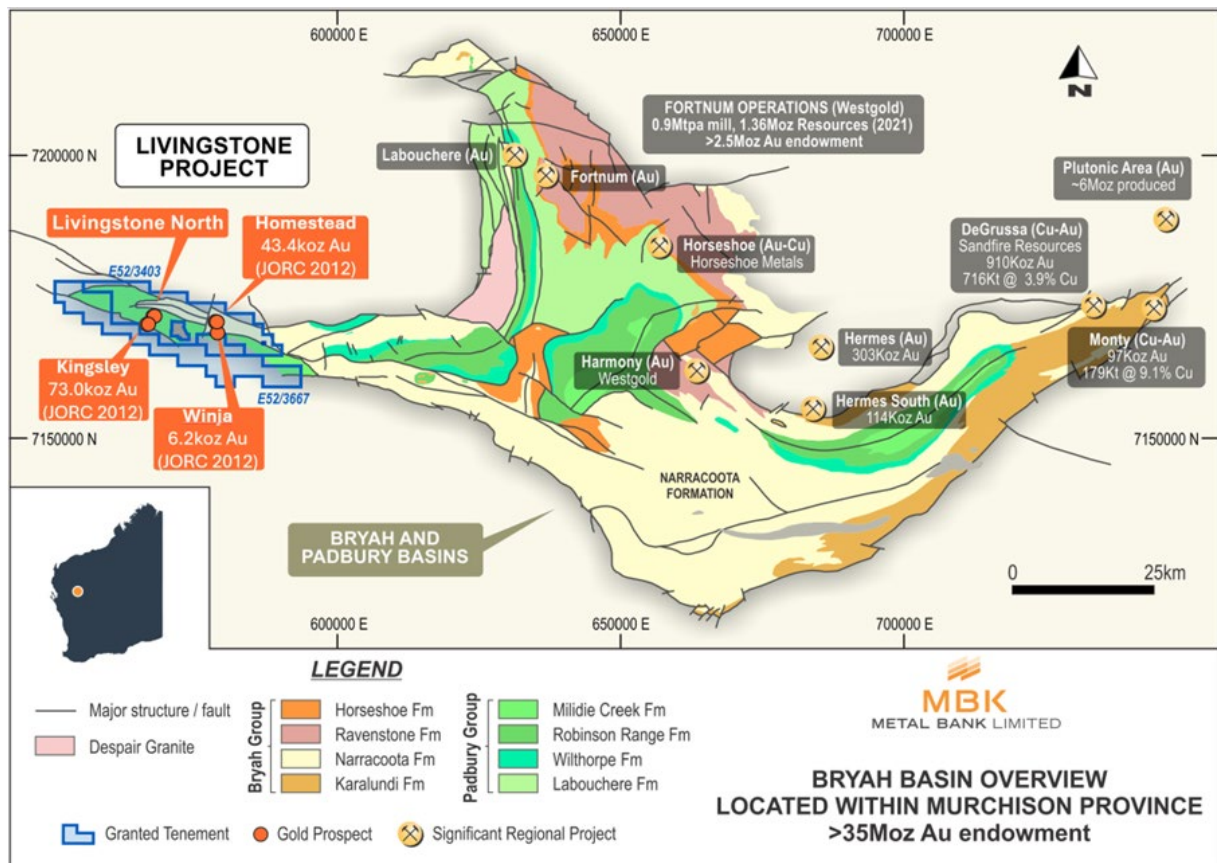 600000 E
650000 E
700000 E
N
7200000 N
7200000 N
LIVINGSTONE
PROJECT
FORTNUM OPERATIONS (Westgold)
0.9Mtpa mill, 1.36Moz Resources (2021)
>2.5Moz Au endowment
Labouchere (Au)
Fortnum (Au)
Plutonic Area (Au)
~6Moz produced
Livingstone North
Homestead
43.4koz Au
(JORC 2012)
E52/3403
Horseshoe (Au-Cu)
Horseshoe Metals
DeGrussa (Cu-Au)
Sandfire Resources
910Koz Au
716Kt @ 3.9% Cu
Kingsley
73.0koz Au
(JORC 2012)
Winja
6.2koz Au
(JORC 2012)
E52/3667
Harmony (Au)
Westgold
Hermes (Au)
303Koz Au
Monty (Cu-Au)
97Koz Au
179Kt @ 9.1% Cu
Hermes South (Au)
114Koz Au
7150000 N
7150000 N
NARRACOOTA
FORMATION
BRYAH AND
PADBURY BASINS
0
25km
600000 E
650000 E
700000 E
LEGEND
Major structure / fault
Despair Granite
Bryah Group
Horseshoe Fm
Ravenstone Fm
Narracoota Fm
Karalundi Fm
Padbury Group
Milidie Creek Fm
Robinson Range Fm
Wilthorpe Fm
Labouchere Fm
Granted Tenement
Gold Prospect
Significant Regional Project
MBK
METAL BANK LIMITED
BRYAH BASIN OVERVIEW
LOCATED WITHIN MURCHISON PROVINCE
>35Moz Au endowment